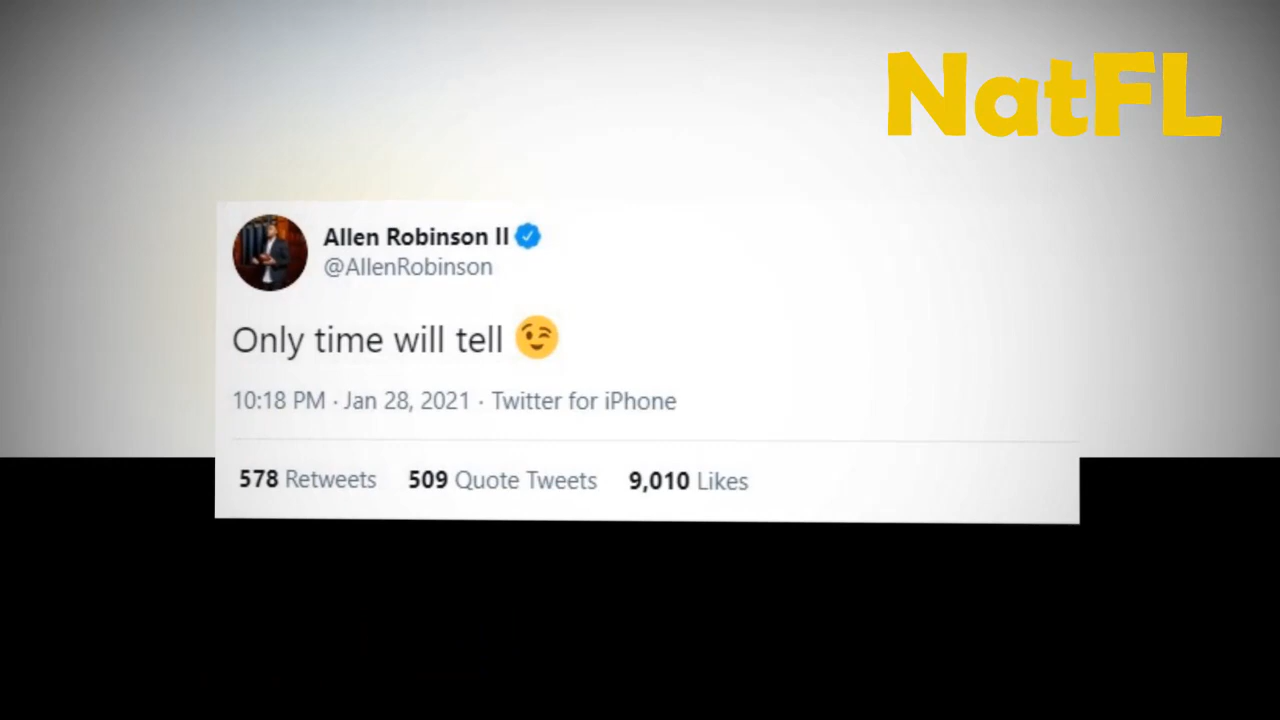 NatFL
Allen Robinson II
@AllenRobinson
Only time will tell 😉
10:18 PM · Jan 28, 2021 · Twitter for iPhone
578 Retweets 509 Quote Tweets 9,010 Likes